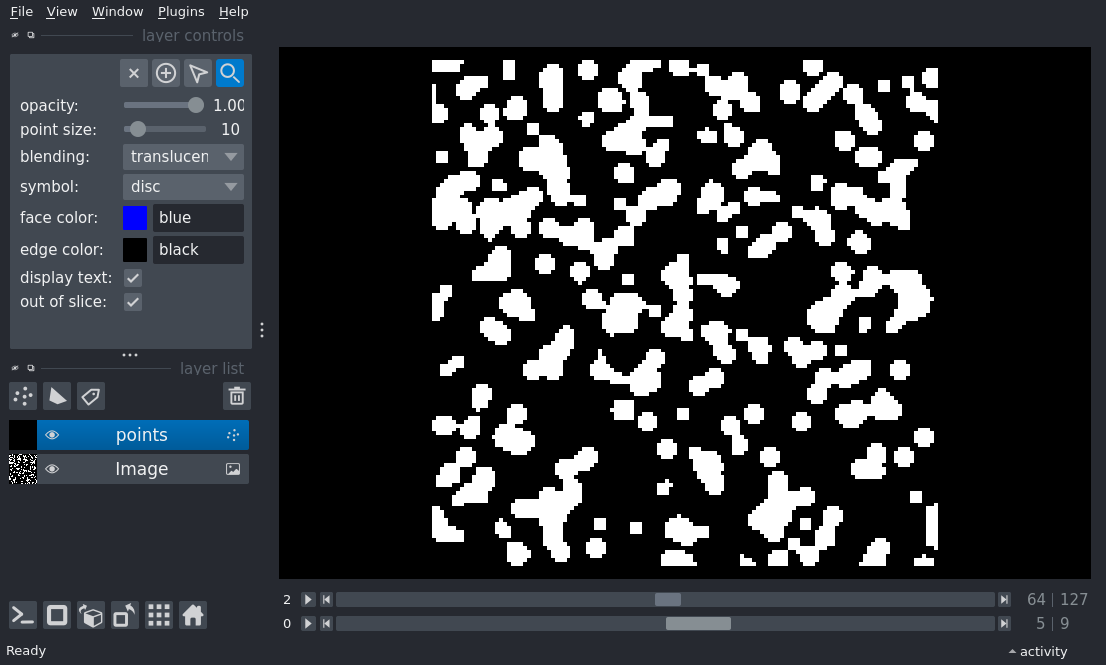 File View Window Plugins Help
layer controls
opacity: 1.00
point size: 10
blending: translucen
symbol: disc
face color: blue
edge color: black
display text:
out of slice:
layer list
points
Image
2 64 | 127
0 5 | 9
Ready activity